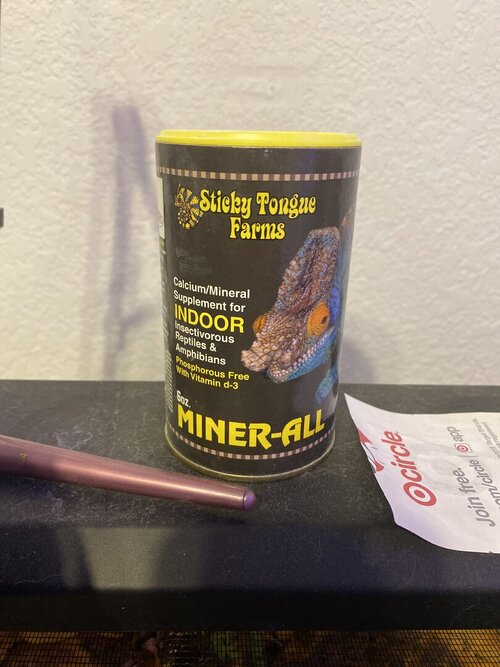 Sticky Tongue
Farms
Calcium/Mineral
Supplement for
INDOOR
Insectivorous
Reptiles &
Amphibians
Phosphorous Free
With Vitamin d-3
6oz.
MINER-ALL
circle
Join free.
app